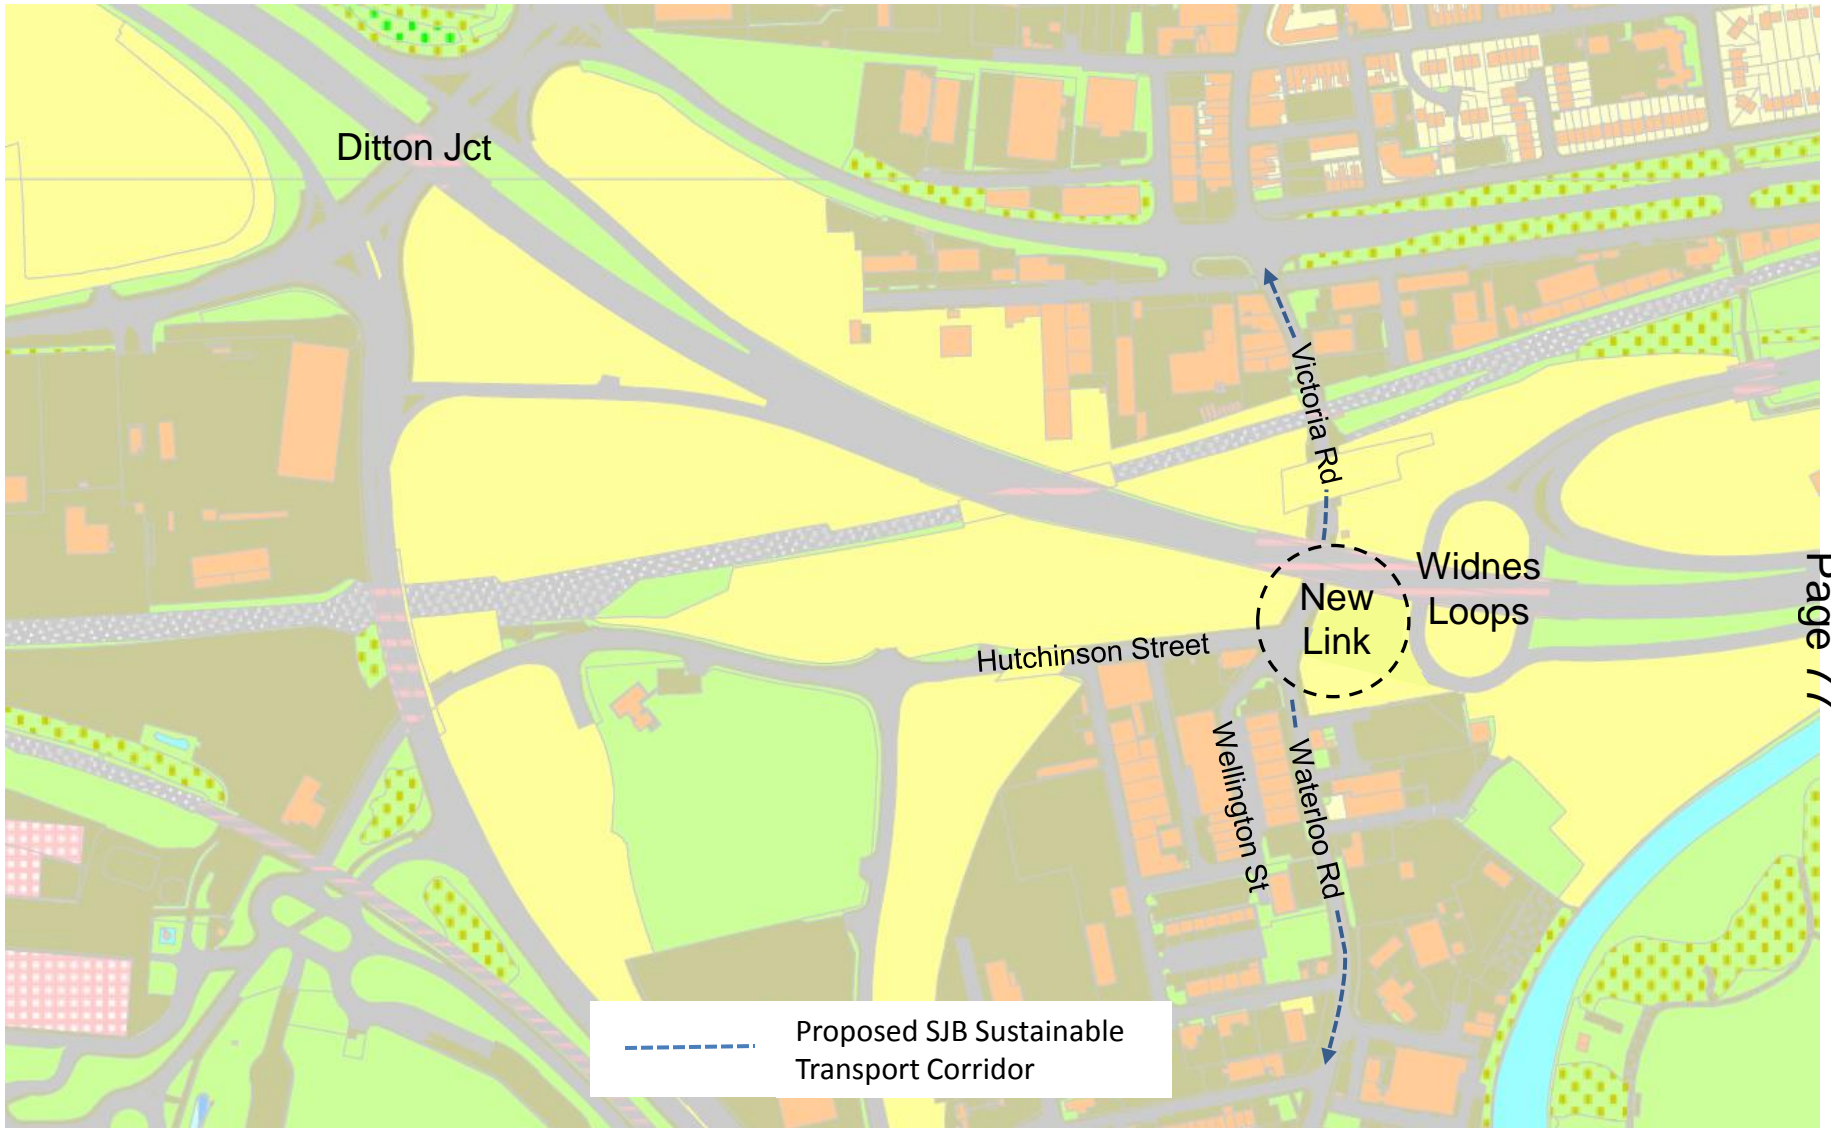 Ditton Jct
Victoria Rd
Widnes
Loops
New
Link
Page 77
Hutchinson Street
Wellington St
Waterloo Rd
Proposed SJB Sustainable
Transport Corridor